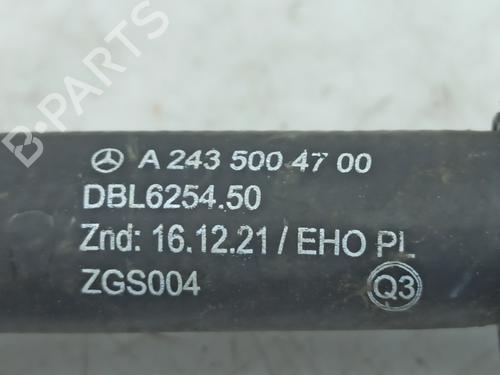 B-PARTS
A 243 500 47 00
DBL6254.50
Znd: 16.12.21 / EHO PL
ZGS004
Q3